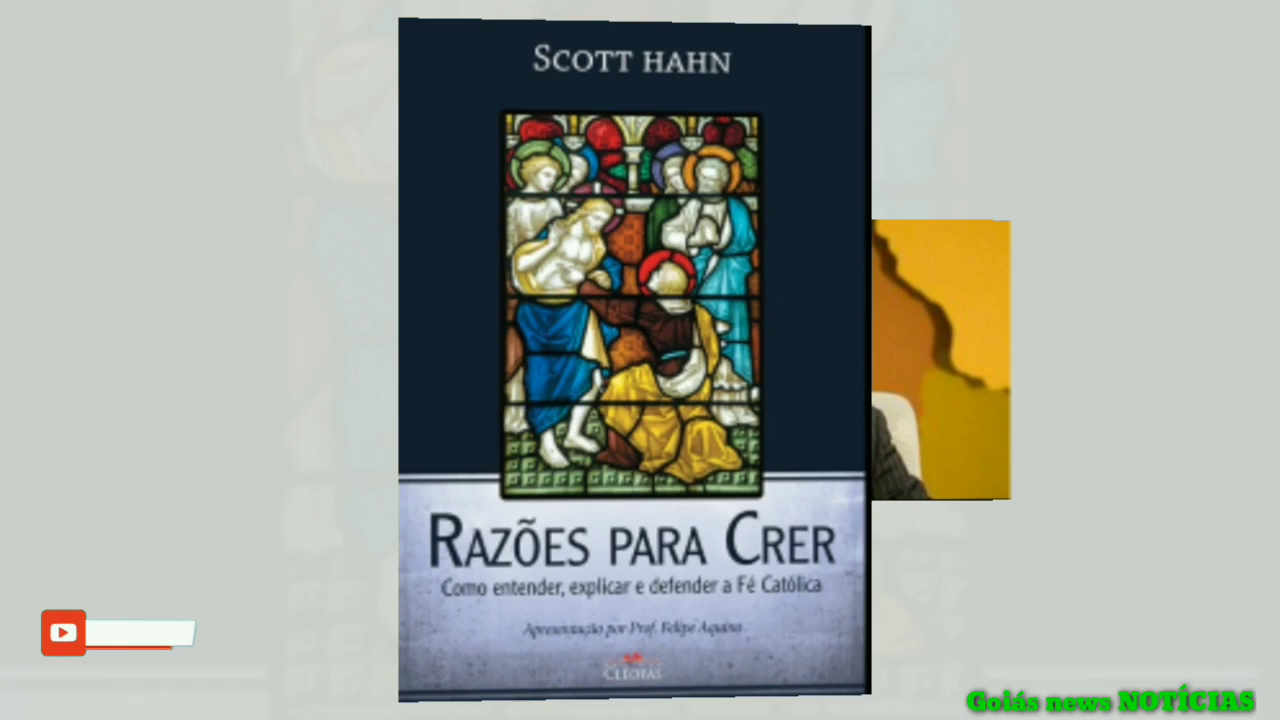 SCOTT HAHN
RAZÕES PARA CRER
Como entender, explicar e defender a Fé Católica
Apresentação por Prof. Felipe Aquino
CLÉOFAS
Goiás news NOTÍCIAS